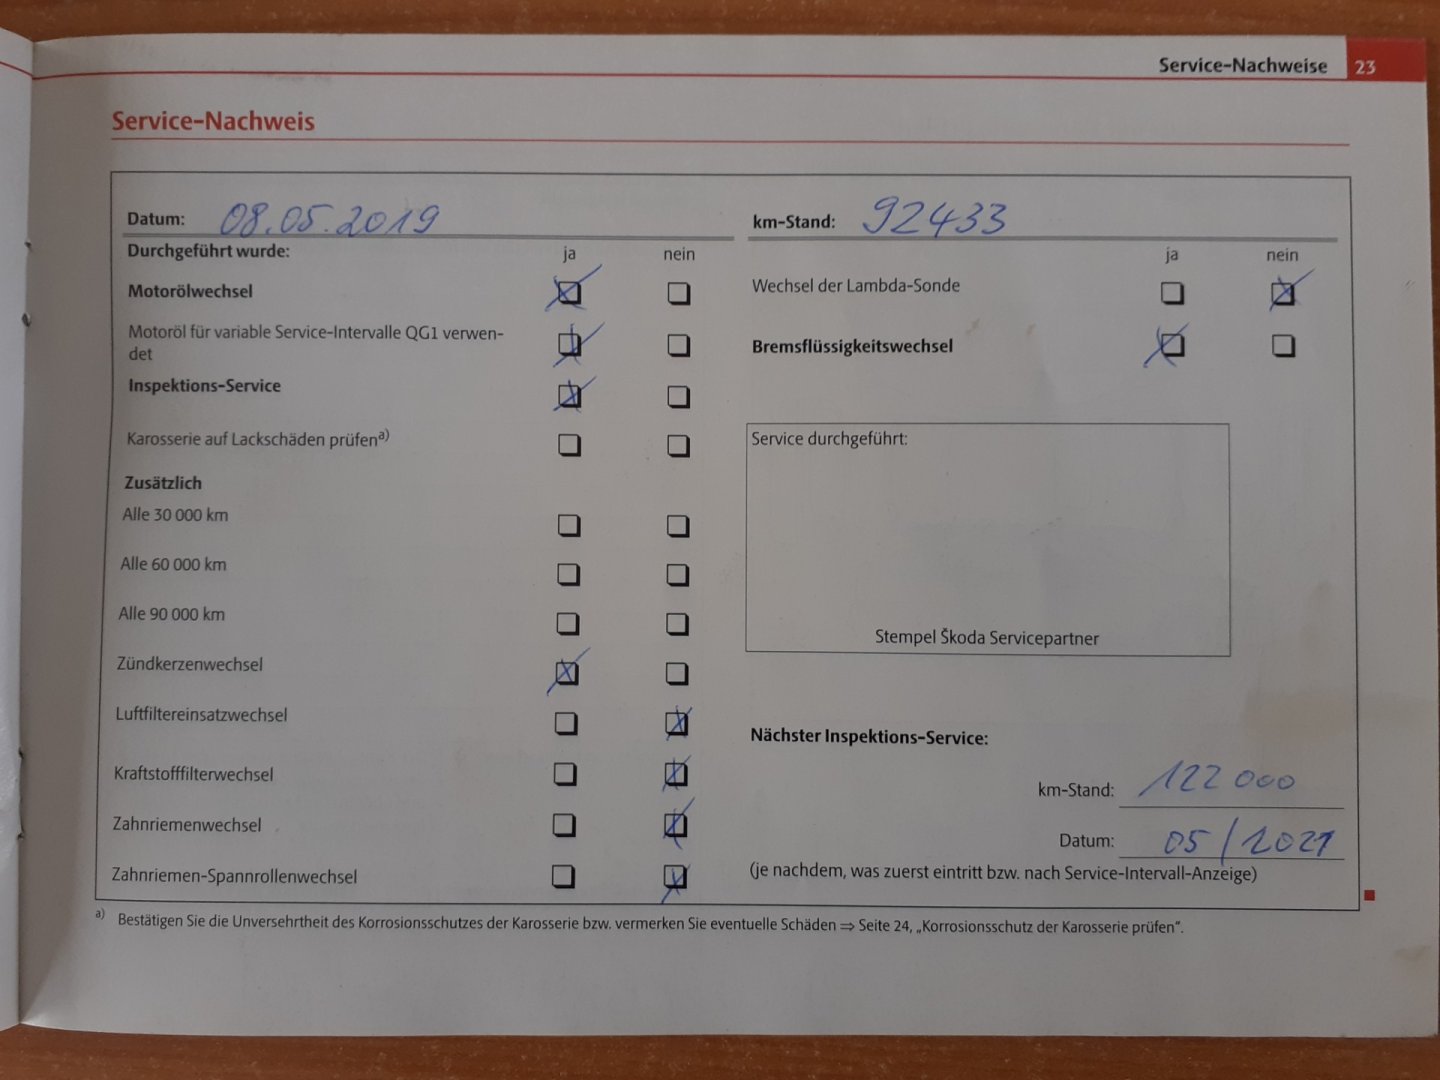 Service-Nachweise 23
Service-Nachweis
Datum: 08.05.2019
km-Stand: 92433
Durchgeführt wurde: ja nein
Motorölwechsel
Motoröl für variable Service-Intervalle QG1 verwen-
det
Inspektions-Service
Karosserie auf Lackschäden prüfena)
Zusätzlich
Alle 30 000 km
Alle 60 000 km
Alle 90 000 km
Zündkerzenwechsel
Luftfiltereinsatzwechsel
Kraftstofffilterwechsel
Zahnriemenwechsel
Zahnriemen-Spannrollenwechsel
ja nein
Wechsel der Lambda-Sonde
Bremsflüssigkeitswechsel
Service durchgeführt:
Stempel Škoda Servicepartner
Nächster Inspektions-Service:
km-Stand: 122 000
Datum: 05/2021
(je nachdem, was zuerst eintritt bzw. nach Service-Intervall-Anzeige)
a) Bestätigen Sie die Unversehrtheit des Korrosionsschutzes der Karosserie bzw. vermerken Sie eventuelle Schäden ⇒ Seite 24, „Korrosionsschutz der Karosserie prüfen“.